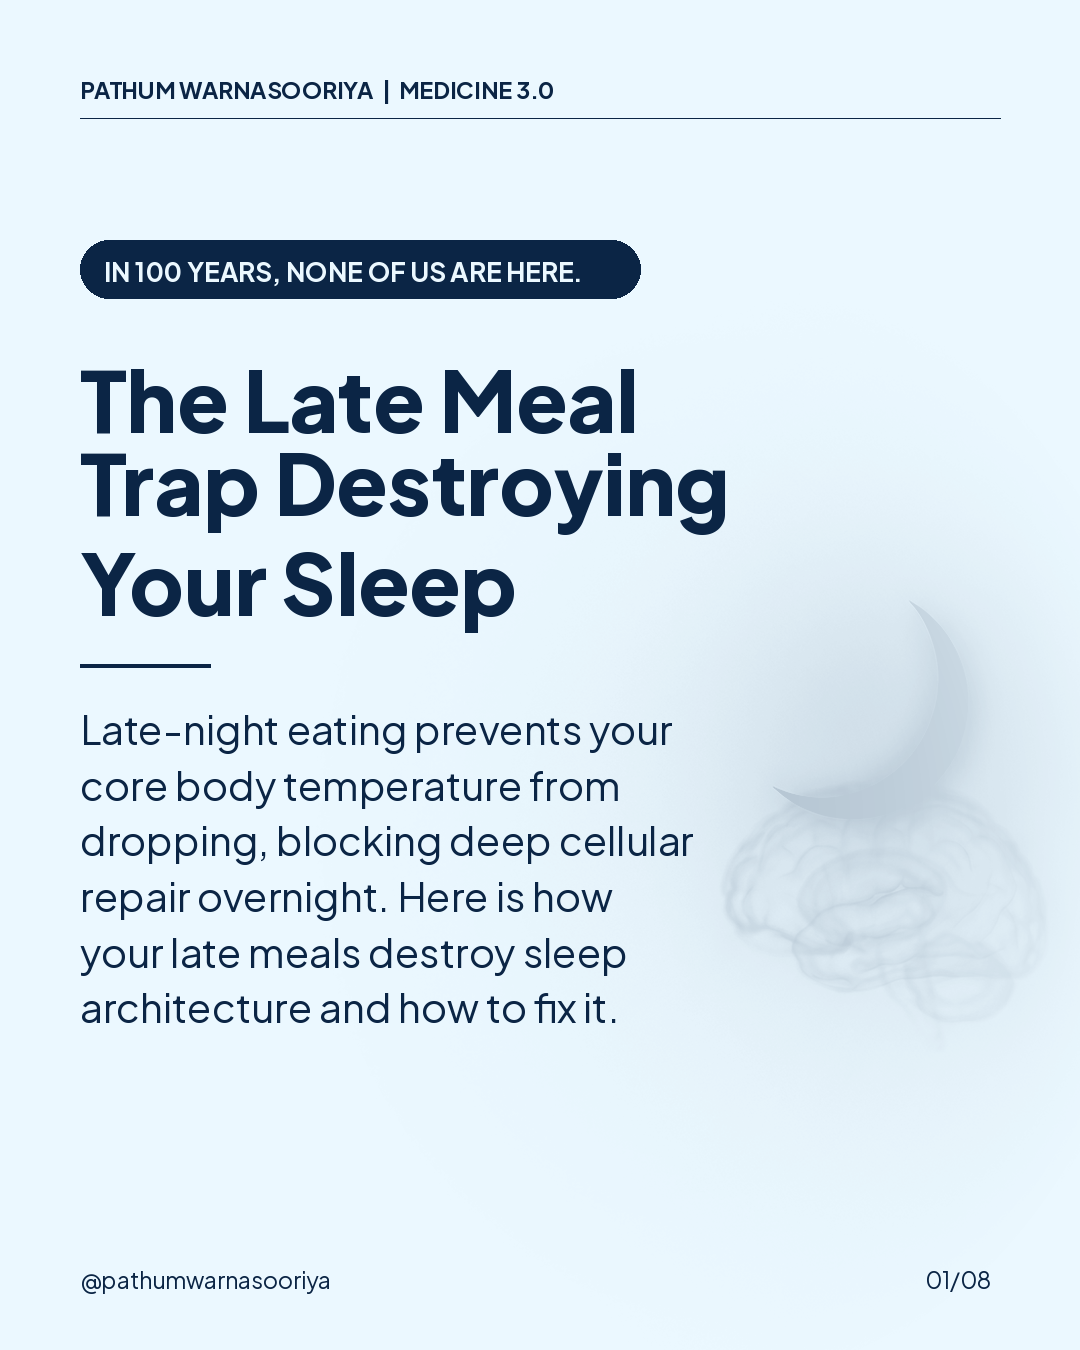 PATHUM WARNASOORIYA | MEDICINE 3.0
IN 100 YEARS, NONE OF US ARE HERE.
The Late Meal
Trap Destroying
Your Sleep
Late-night eating prevents your
core body temperature from
dropping, blocking deep cellular
repair overnight. Here is how
your late meals destroy sleep
architecture and how to fix it.
@pathumwarnasooriya
01/08